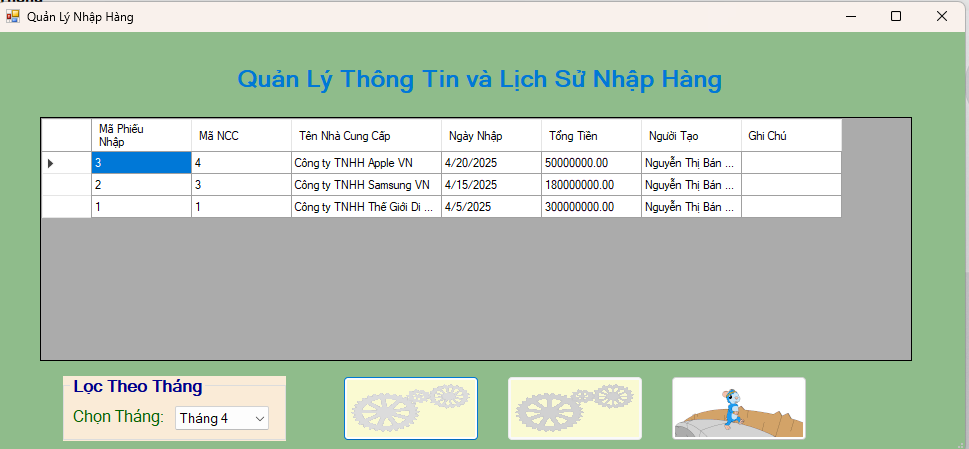 Quản Lý Nhập Hàng
Quản Lý Thông Tin và Lịch Sử Nhập Hàng
Mã Phiếu Nhập Mã NCC Tên Nhà Cung Cấp Ngày Nhập Tổng Tiền Người Tạo Ghi Chú
3 4 Công ty TNHH Apple VN 4/20/2025 50000000.00 Nguyễn Thị Bán ...
2 3 Công ty TNHH Samsung VN 4/15/2025 180000000.00 Nguyễn Thị Bán ...
1 1 Công ty TNHH Thế Giới Di ... 4/5/2025 300000000.00 Nguyễn Thị Bán ...
Lọc Theo Tháng
Chọn Tháng: Tháng 4